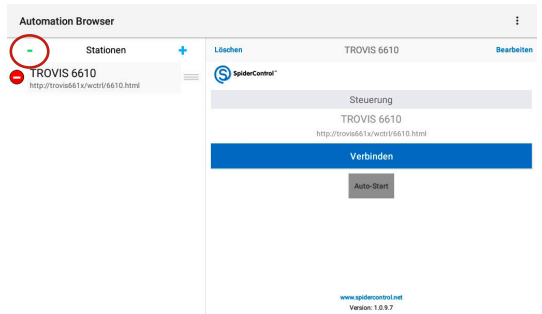 Automation Browser
- Stationen +
TROVIS 6610
http://trovis661x/wctrl/6610.html
Löschen TROVIS 6610 Bearbeiten
SpiderControl™
Steuerung
TROVIS 6610
http://trovis661x/wctrl/6610.html
Verbinden
Auto-Start
www.spidercontrol.net
Version: 1.0.9.7